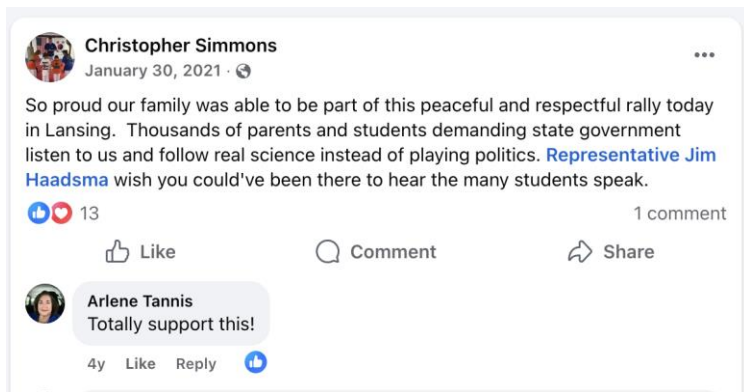 Christopher Simmons
January 30, 2021 ·
So proud our family was able to be part of this peaceful and respectful rally today
in Lansing.  Thousands of parents and students demanding state government
listen to us and follow real science instead of playing politics. Representative Jim
Haadsma wish you could've been there to hear the many students speak.
13
1 comment
Like
Comment
Share
Arlene Tannis
Totally support this!
4y Like Reply